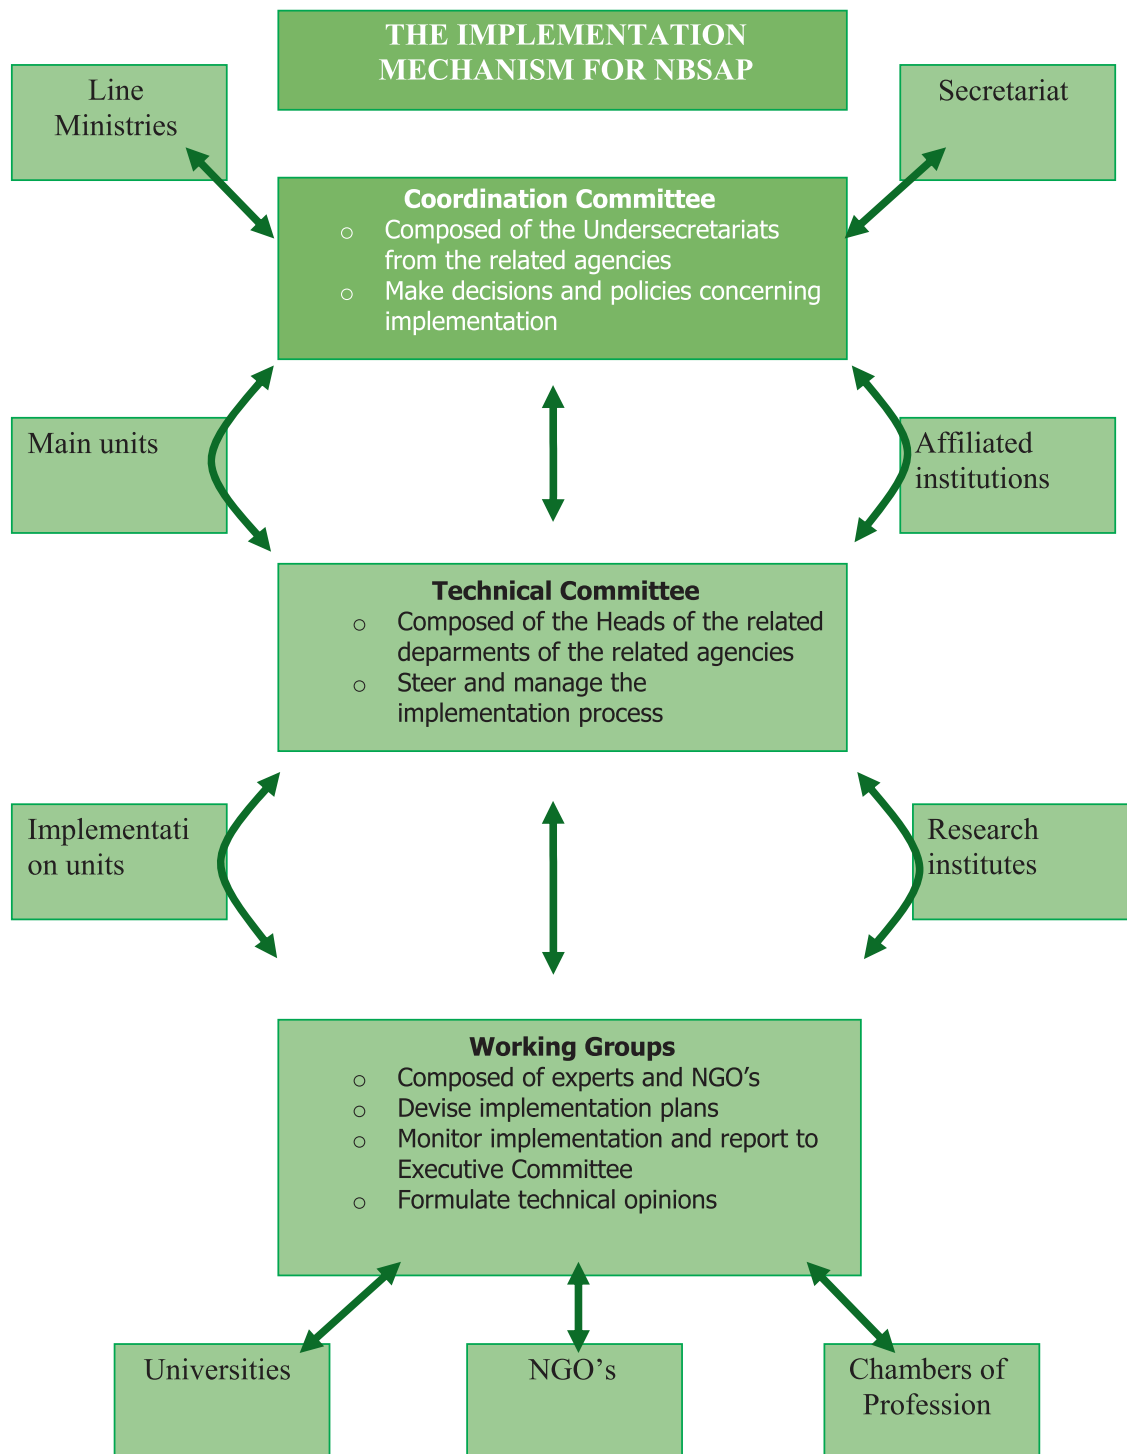 THE IMPLEMENTATION
MECHANISM FOR NBSAP
Line
Ministries
Secretariat
Coordination Committee
o Composed of the Undersecretariats
from the related agencies
o Make decisions and policies concerning
implementation
Main units
Affiliated
institutions
Technical Committee
o Composed of the Heads of the related
deparments of the related agencies
o Steer and manage the
implementation process
Implementati
on units
Research
institutes
Working Groups
o Composed of experts and NGO’s
o Devise implementation plans
o Monitor implementation and report to
Executive Committee
o Formulate technical opinions
Universities
NGO’s
Chambers of
Profession